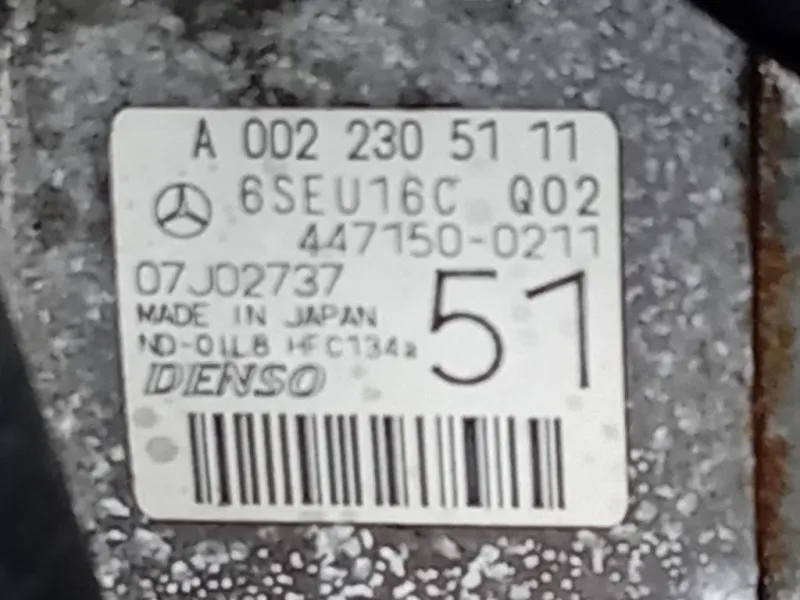 A 002 230 51 11
6SEU16C Q02
447150-0211
07J02737
MADE IN JAPAN
ND-OIL8 HFC134a
51
DENSO